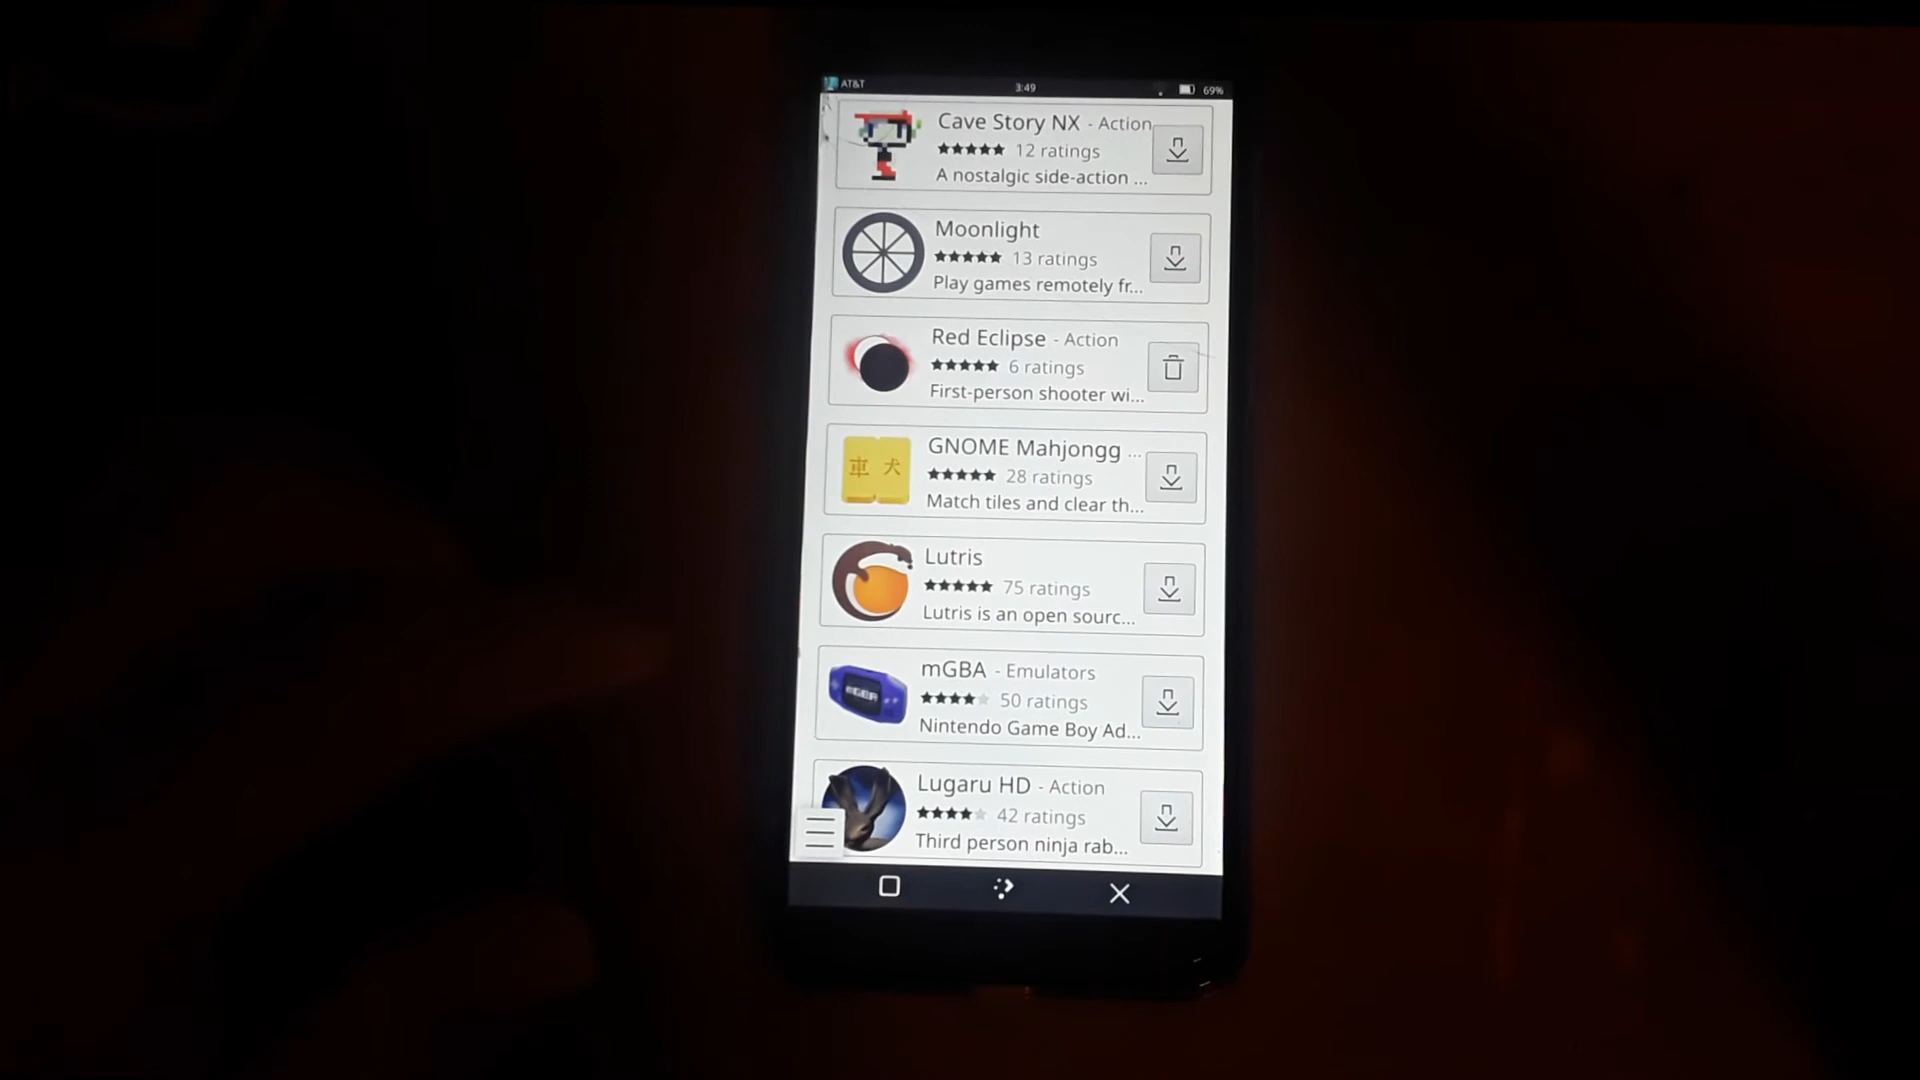 AT&T 3:49 69%
Cave Story NX - Action
12 ratings
A nostalgic side-action ...
Moonlight
13 ratings
Play games remotely fr...
Red Eclipse - Action
6 ratings
First-person shooter wi...
GNOME Mahjongg ...
車 犬
28 ratings
Match tiles and clear th...
Lutris
75 ratings
Lutris is an open sourc...
mGBA - Emulators
mGBA
50 ratings
Nintendo Game Boy Ad...
Lugaru HD - Action
42 ratings
Third person ninja rab...